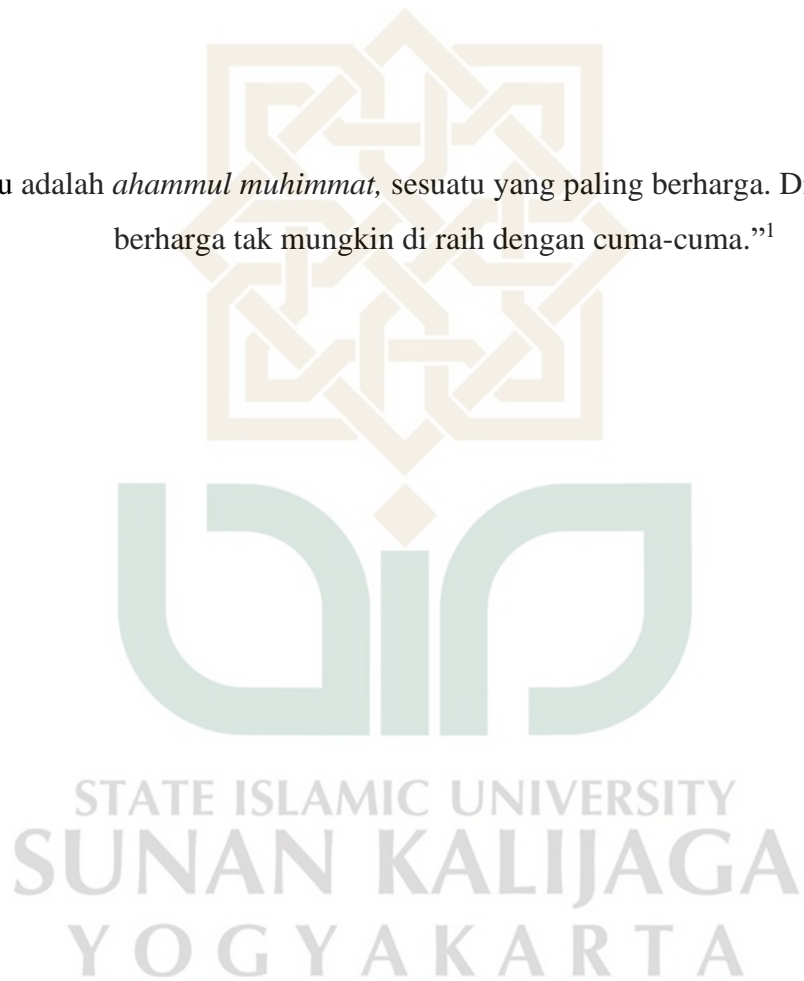 u adalah ahammul muhimmat, sesuatu yang paling berharga.
berharga tak mungkin di raih dengan cuma-cuma.”1
STATE ISLAMIC UNIVERSITY
SUNAN KALIJAGA
YOGYAKARTA